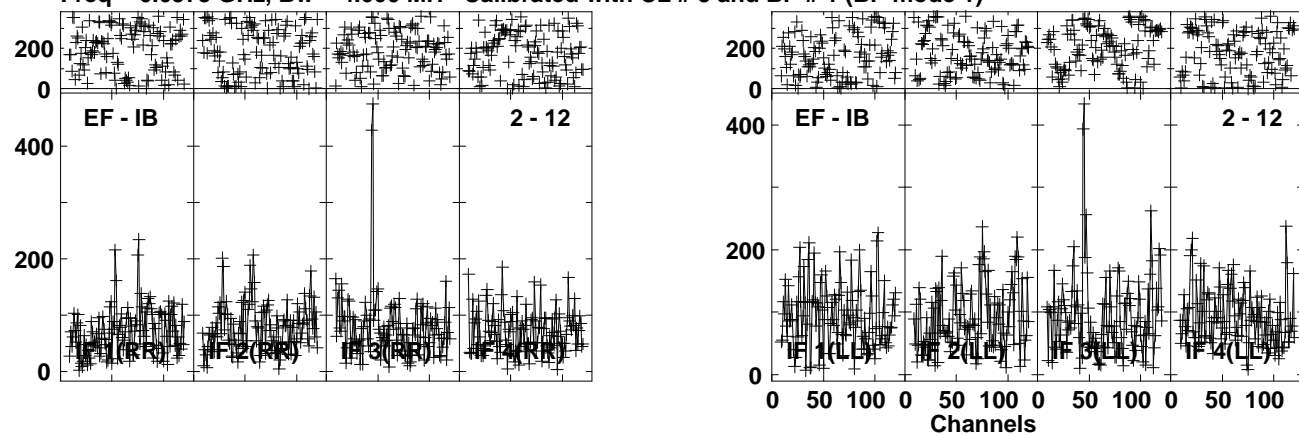 0
200
0
200
EF - IB
2 - 12
EF - IB
2 - 12
400
200
0
400
200
0
IF 1(RR)
IF 2(RR)
IF 3(RR)
IF 4(RR)
IF 1(LL)
IF 2(LL)
IF 3(LL)
IF 4(LL)
0 50 100 0 50 100 0 50 100 0 50 100
Channels